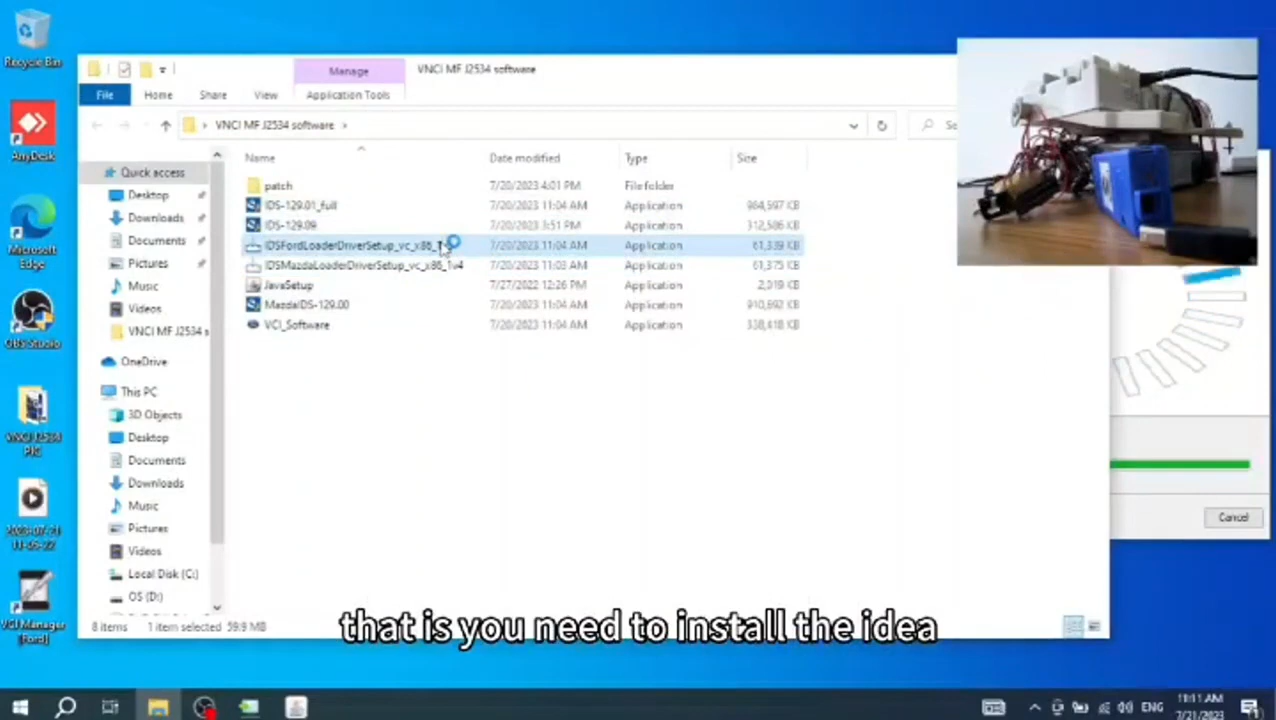 Recycle Bin
AnyDesk
Microsoft
Edge
OBS Studio
VNCI J2534
PIC
2023-07-21
VCI Manager
(Ford)
Manage
VNCI MF J2534 software
File
Home
Share
View
Application Tools
VNCI MF J2534 software
Se
Name
Date modified
Type
Size
patch
7/20/2023 4:01 PM
File folder
IDS-129.01_full
7/20/2023 11:04 AM
Application
964,597 KB
IDS-129.09
7/20/2023 3:51 PM
Application
312,506 KB
IDSFordLoaderDriverSetup_vc_x86_1
7/20/2023 11:04 AM
Application
61,339 KB
IDSMazdaLoaderDriverSetup_vc_x86_1v4
7/20/2023 11:03 AM
Application
61,375 KB
JavaSetup
7/27/2022 12:26 PM
Application
2,019 KB
MazdaIDS-129.00
7/20/2023 11:04 AM
Application
910,692 KB
VCI_Software
7/20/2023 11:04 AM
Application
338,418 KB
Quick access
Desktop
Downloads
Documents
Pictures
Music
Videos
VNCI MF J2534 s
OneDrive
This PC
3D Objects
Desktop
Documents
Downloads
Music
Pictures
Videos
Local Disk (C:)
OS (D:)
8 items
1 item selected
59.9 MB
Cancel
that is you need to install the idea
ENG
11:11 AM
7/21/2023